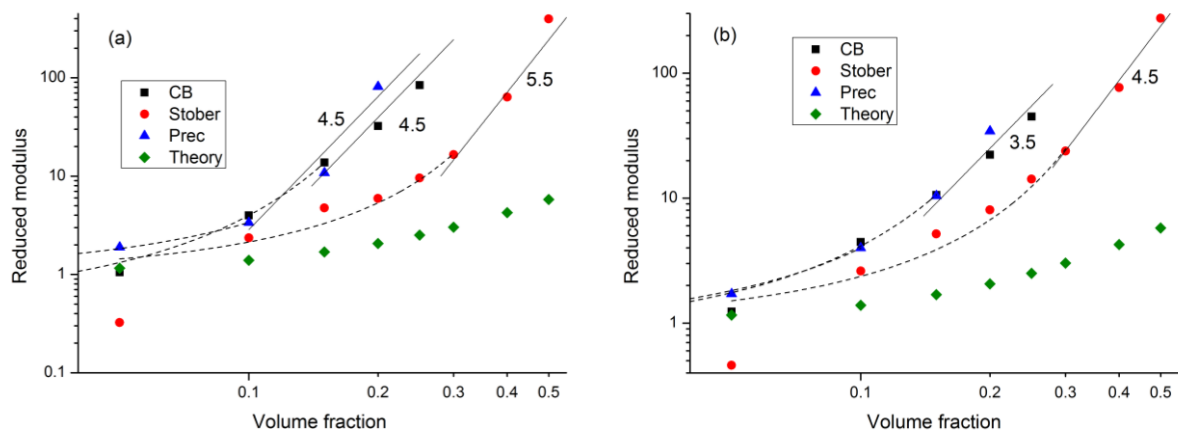 (a)
CB
Stober
Prec
Theory
4.5
4.5
5.5
100
10
1
0.1
0.1
0.2
0.3
0.4
0.5
Reduced modulus
Volume fraction
(b)
CB
Stober
Prec
Theory
3.5
4.5
100
10
1
0.1
0.2
0.3
0.4
0.5
Reduced modulus
Volume fraction